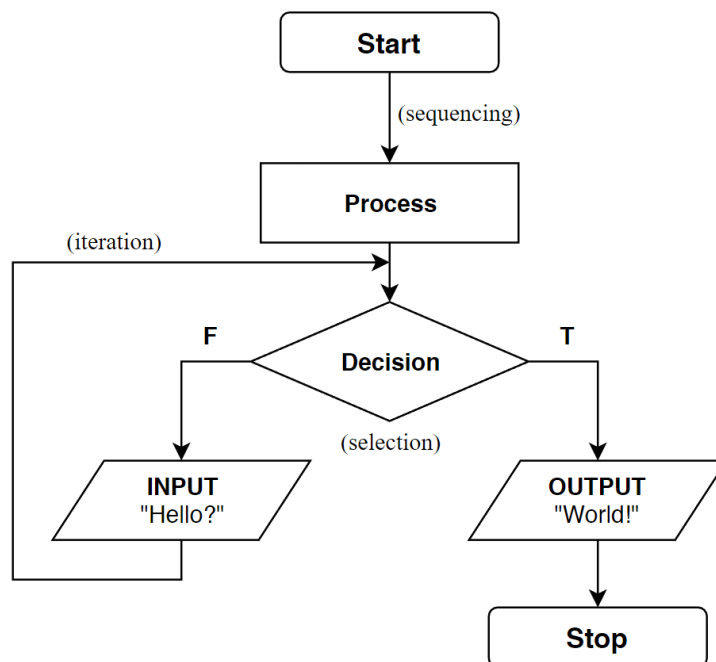 Start
(sequencing)
Process
(iteration)
F
T
Decision
(selection)
INPUT
"Hello?"
OUTPUT
"World!"
Stop